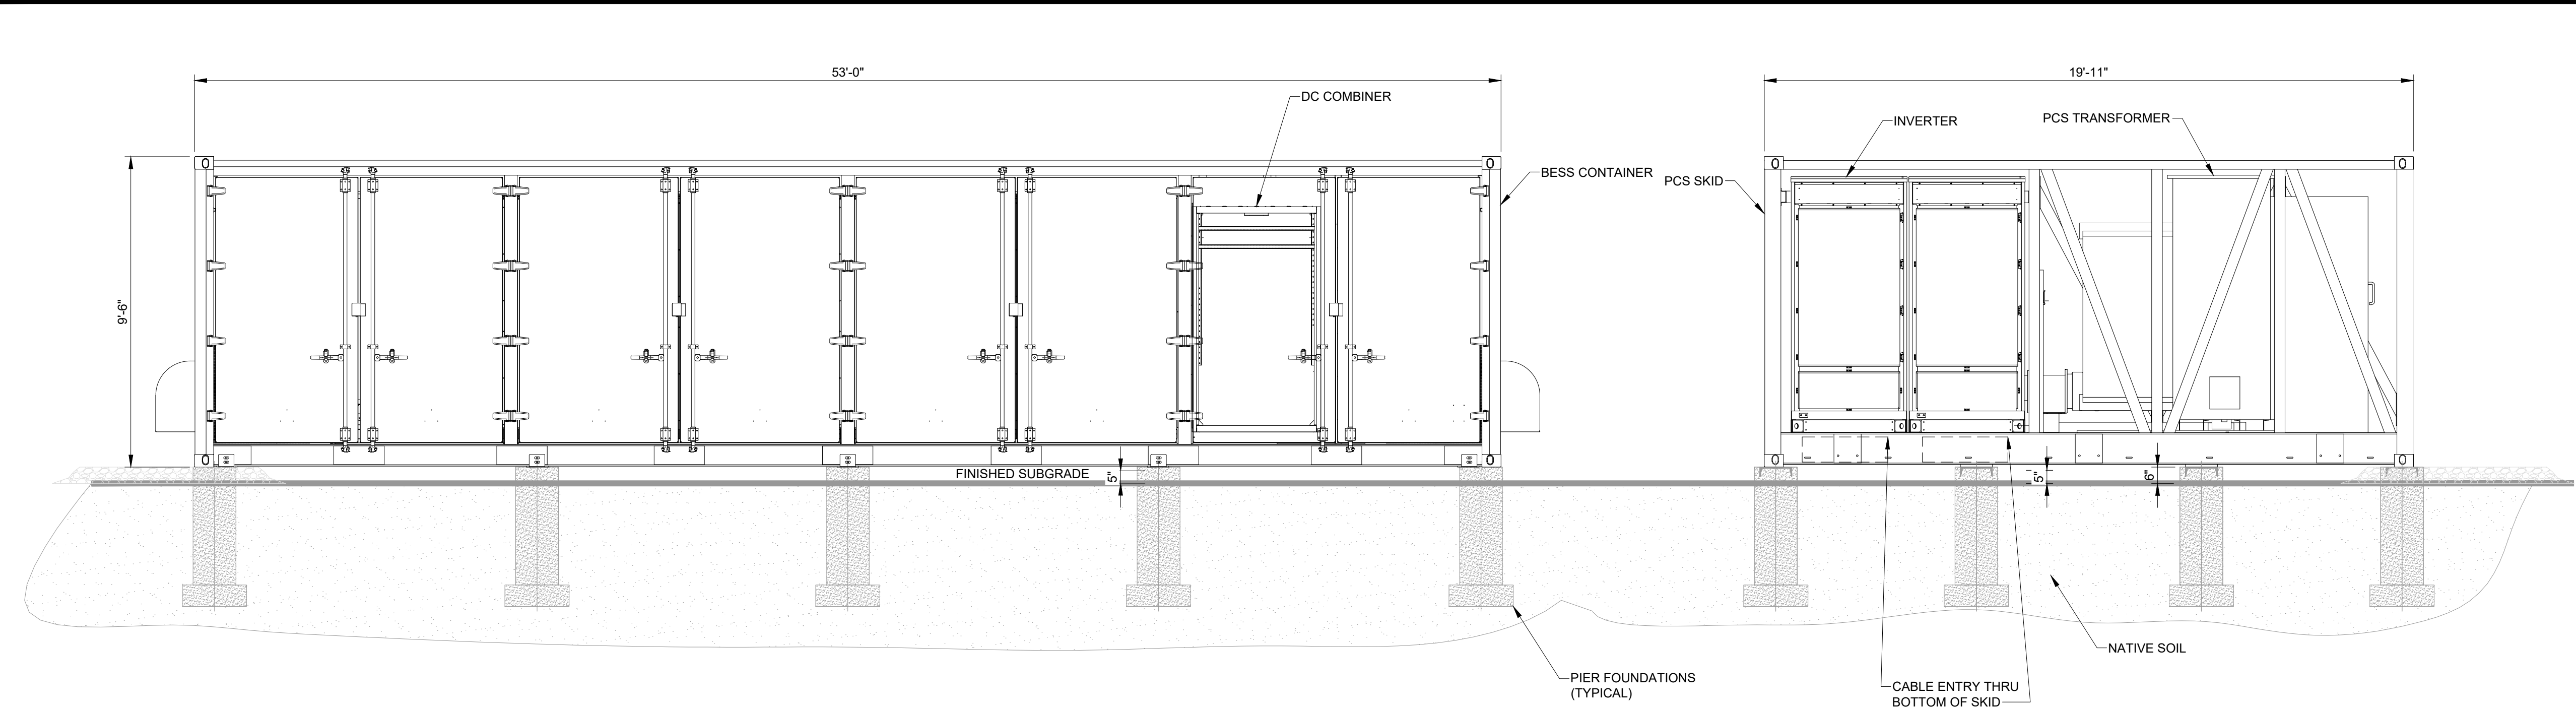 53'-0"
19'-11"
DC COMBINER
INVERTER
PCS TRANSFORMER
BESS CONTAINER
PCS SKID
9'-6"
FINISHED SUBGRADE
5"
5"
6"
NATIVE SOIL
PIER FOUNDATIONS
(TYPICAL)
CABLE ENTRY THRU
BOTTOM OF SKID